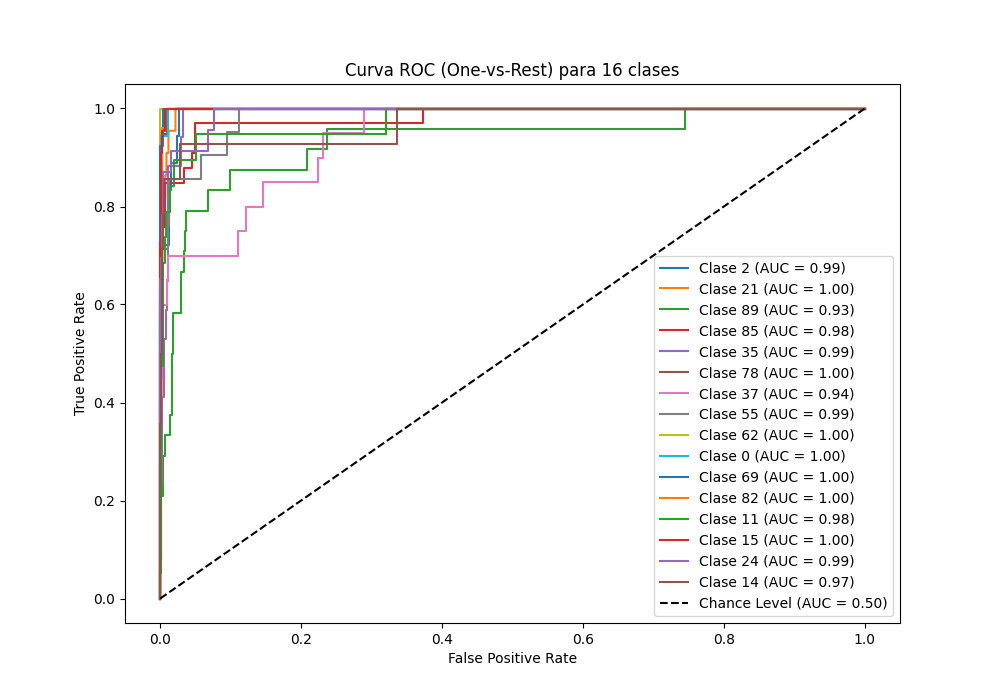 Curva ROC (One-vs-Rest) para 16 clases
True Positive Rate
1.0
0.8
0.6
0.4
0.2
0.0
0.0
0.2
0.4
0.6
0.8
1.0
False Positive Rate
Clase 2 (AUC = 0.99)
Clase 21 (AUC = 1.00)
Clase 89 (AUC = 0.93)
Clase 85 (AUC = 0.98)
Clase 35 (AUC = 0.99)
Clase 78 (AUC = 1.00)
Clase 37 (AUC = 0.94)
Clase 55 (AUC = 0.99)
Clase 62 (AUC = 1.00)
Clase 0 (AUC = 1.00)
Clase 69 (AUC = 1.00)
Clase 82 (AUC = 1.00)
Clase 11 (AUC = 0.98)
Clase 15 (AUC = 1.00)
Clase 24 (AUC = 0.99)
Clase 14 (AUC = 0.97)
Chance Level (AUC = 0.50)